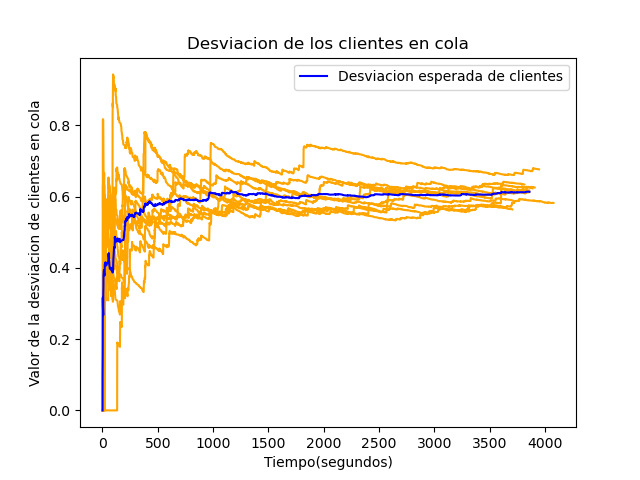 Desviacion de los clientes en cola
Desviacion esperada de clientes
Valor de la desviacion de clientes en cola
0.8
0.6
0.4
0.2
0.0
0 500 1000 1500 2000 2500 3000 3500 4000
Tiempo(segundos)